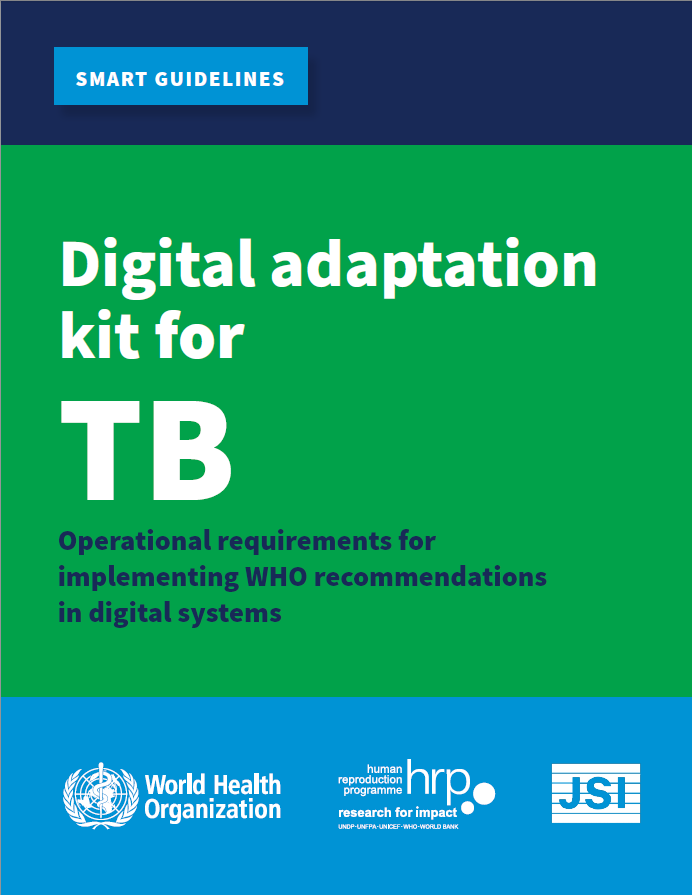 SMART GUIDELINES
Digital adaptation
kit for
TB
Operational requirements for
implementing WHO recommendations
in digital systems
World Health
Organization
human
reproduction
programme
hrp
research for impact
UNDP-UNFPA-UNICEF-WHO-WORLD BANK
JSI